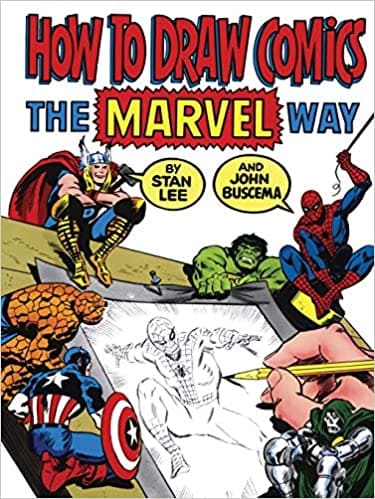 HOW TO DRAW COMICS
THE MARVEL WAY
BY
STAN
LEE
AND
JOHN
BUSCEMA